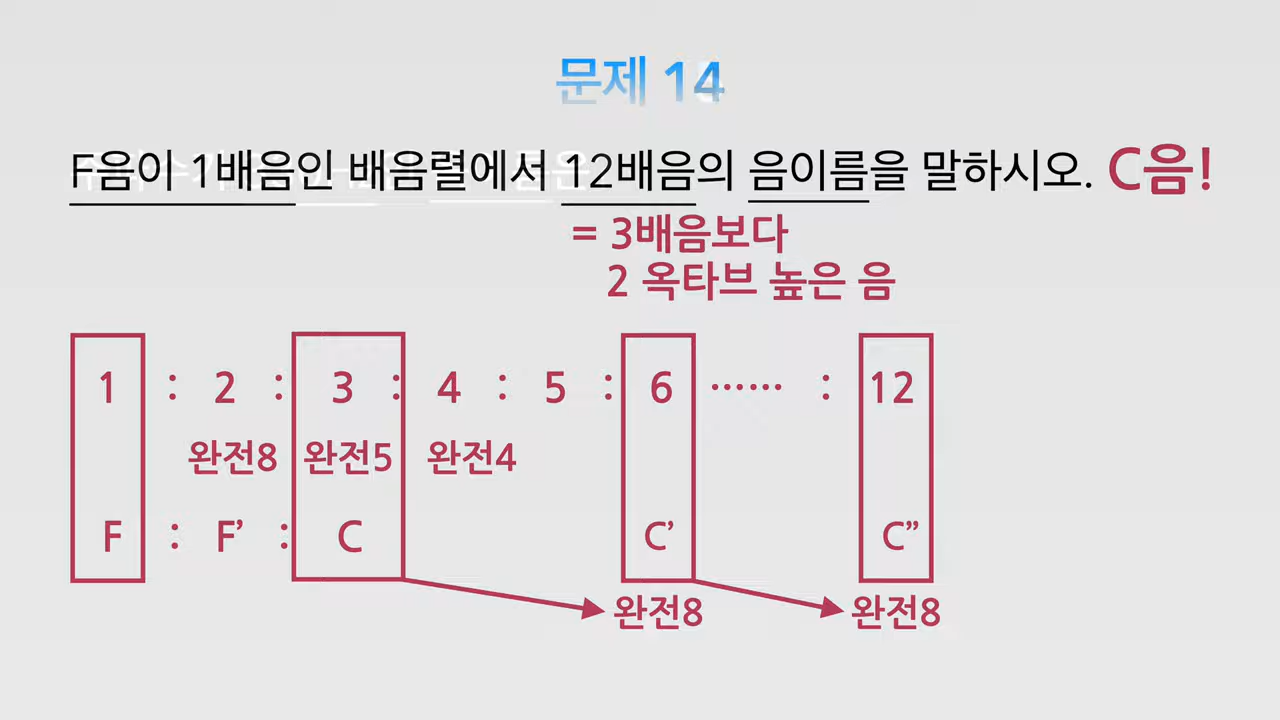 문제 14
F음이 1배음인 배음렬에서 12배음의 음이름을 말하시오. C음!
= 3배음보다
2 옥타브 높은 음
1 : 2 : 3 : 4 : 5 : 6 …… : 12
완전8 완전5 완전4
F : F’ : C C’ C”
완전8 완전8